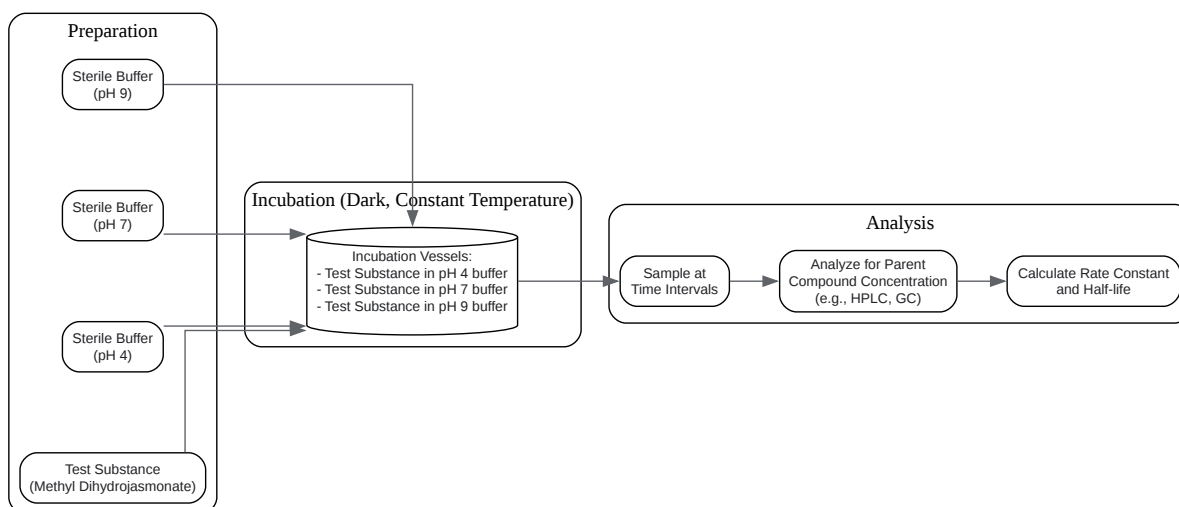 Preparation
Sterile Buffer
(pH 9)
Sterile Buffer
(pH 7)
Sterile Buffer
(pH 4)
Test Substance
(Methyl Dihydrojasmonate)
Incubation (Dark, Constant Temperature)
Incubation Vessels:
- Test Substance in pH 4 buffer
- Test Substance in pH 7 buffer
- Test Substance in pH 9 buffer
Analysis
Sample at
Time Intervals
Analyze for Parent
Compound Concentration
(e.g., HPLC, GC)
Calculate Rate Constant
and Half-life